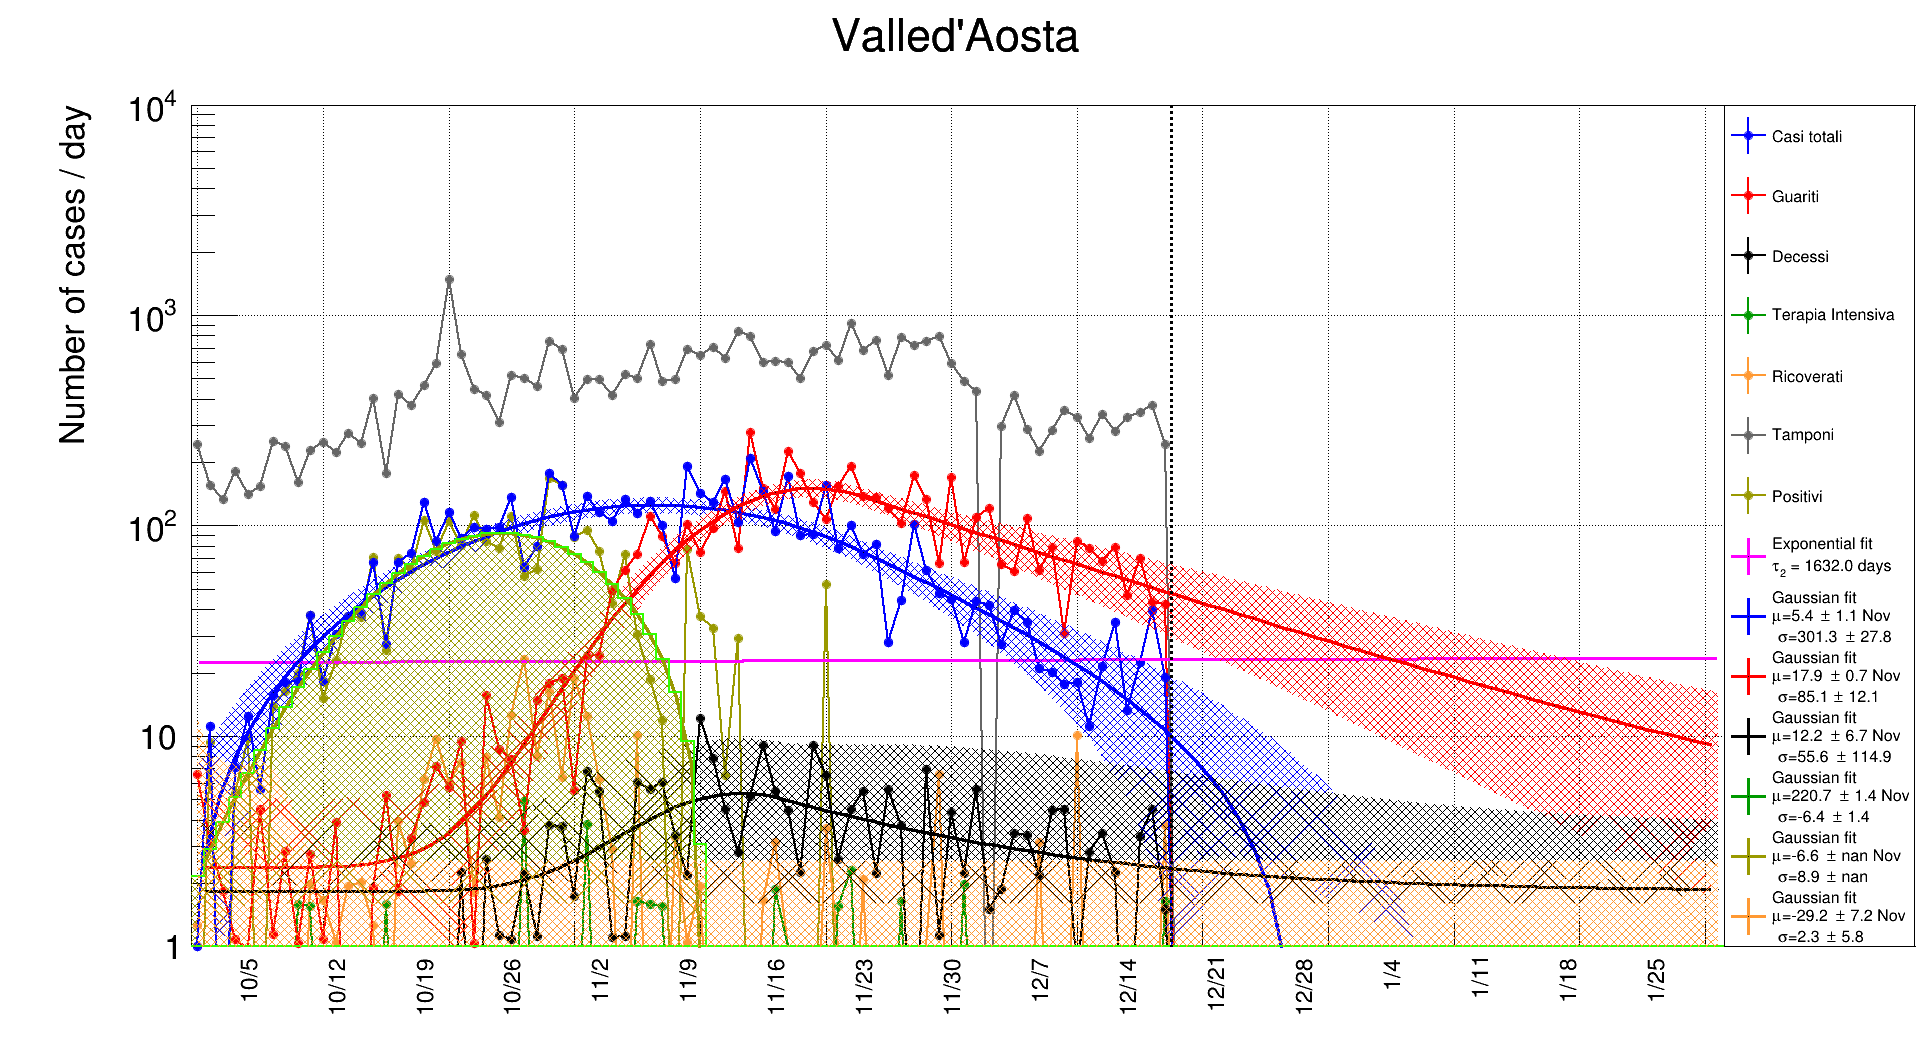 Valled'Aosta
Number of cases / day
10^4
10^3
10^2
10
1
10/5
10/12
10/19
10/26
11/2
11/9
11/16
11/23
11/30
12/7
12/14
12/21
12/28
1/4
1/11
1/18
1/25
Casi totali
Guariti
Decessi
Terapia Intensiva
Ricoverati
Tamponi
Positivi
Exponential fit
τ_2 = 1632.0 days
Gaussian fit
μ=5.4 ± 1.1 Nov
σ=301.3 ± 27.8
Gaussian fit
μ=17.9 ± 0.7 Nov
σ=85.1 ± 12.1
Gaussian fit
μ=12.2 ± 6.7 Nov
σ=55.6 ± 114.9
Gaussian fit
μ=220.7 ± 1.4 Nov
σ=-6.4 ± 1.4
Gaussian fit
μ=-6.6 ± nan Nov
σ=8.9 ± nan
Gaussian fit
μ=-29.2 ± 7.2 Nov
σ=2.3 ± 5.8